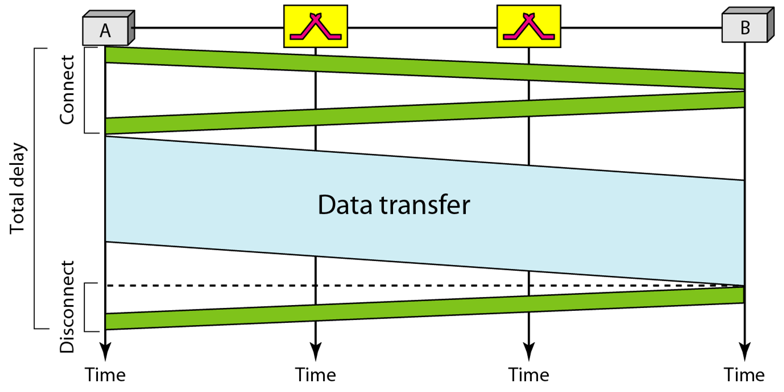 A
B
Connect
Total delay
Data transfer
Disconnect
Time
Time
Time
Time